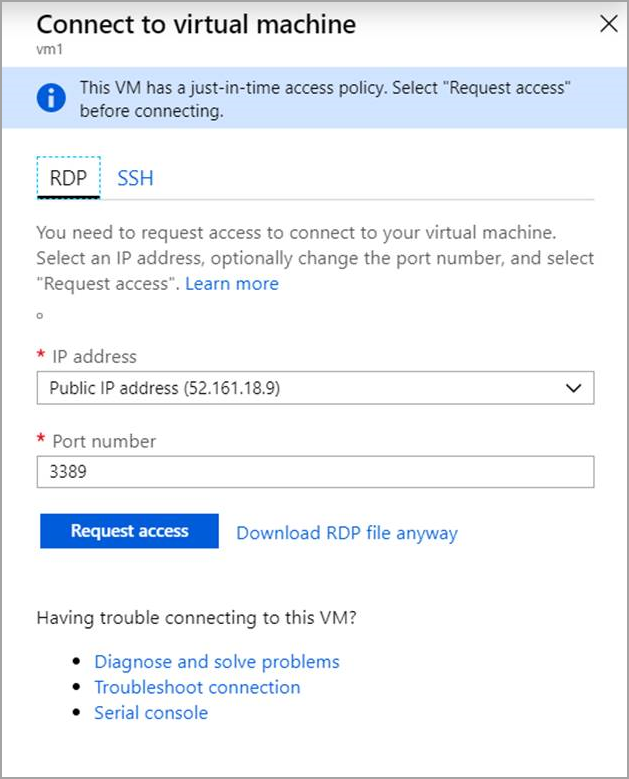 Connect to virtual machine
vm1
This VM has a just-in-time access policy. Select "Request access"
before connecting.
RDP SSH
You need to request access to connect to your virtual machine.
Select an IP address, optionally change the port number, and select
"Request access". Learn more
* IP address
Public IP address (52.161.18.9)
* Port number
3389
Request access Download RDP file anyway
Having trouble connecting to this VM?
• Diagnose and solve problems
• Troubleshoot connection
• Serial console